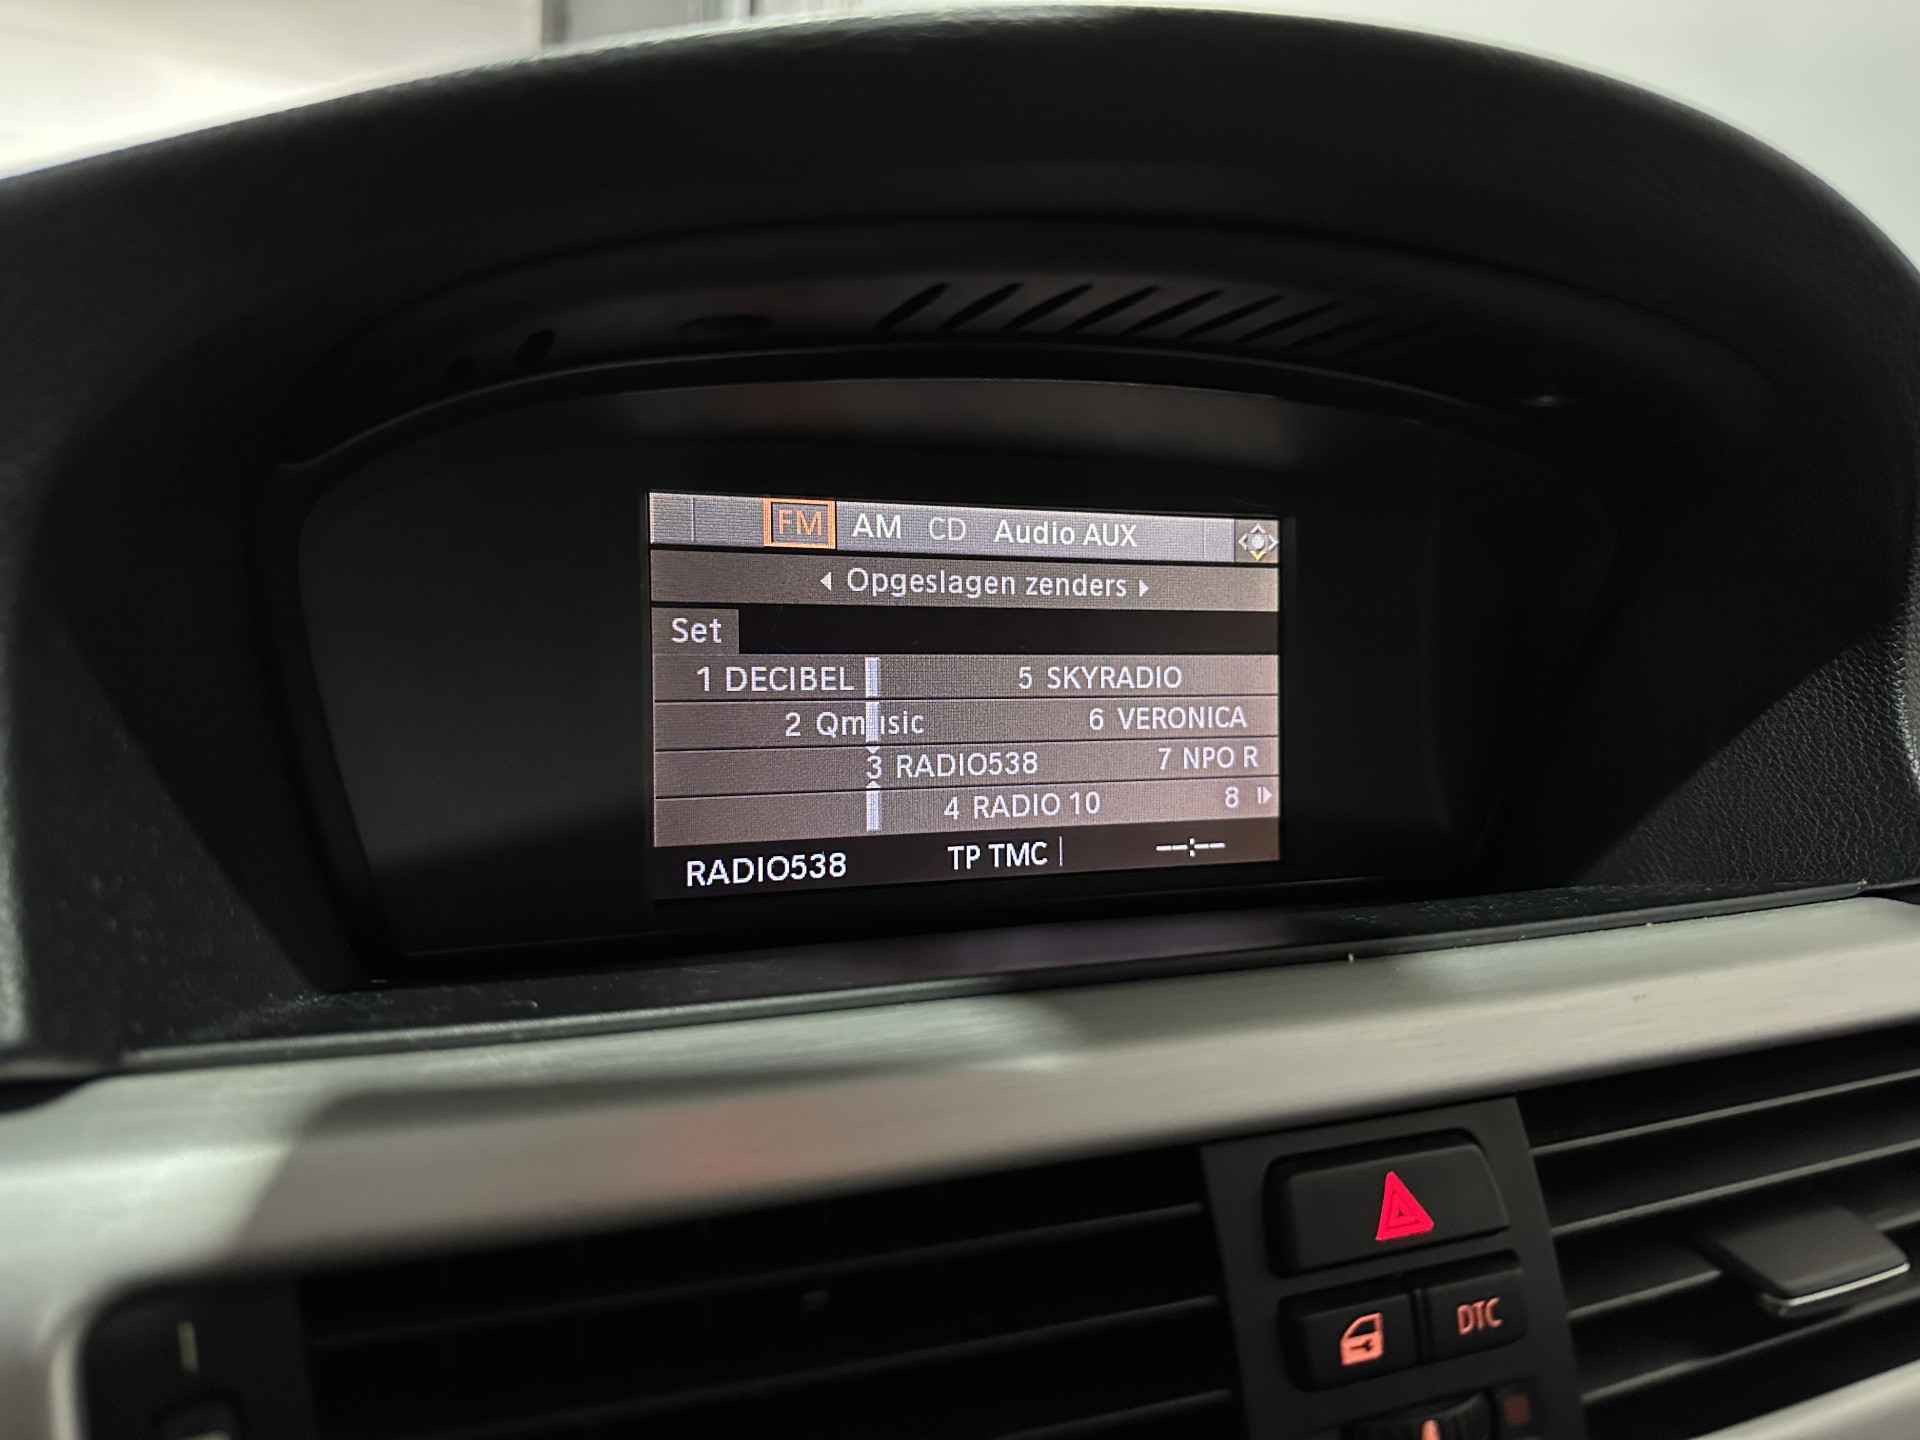 FM AM CD Audio AUX
Opgeslagen zenders
Set
1 DECIBEL 5 SKYRADIO
2 Qmusic 6 VERONICA
3 RADIO538 7 NPO R
4 RADIO 10 8
RADIO538 TP TMC --:--
DTC